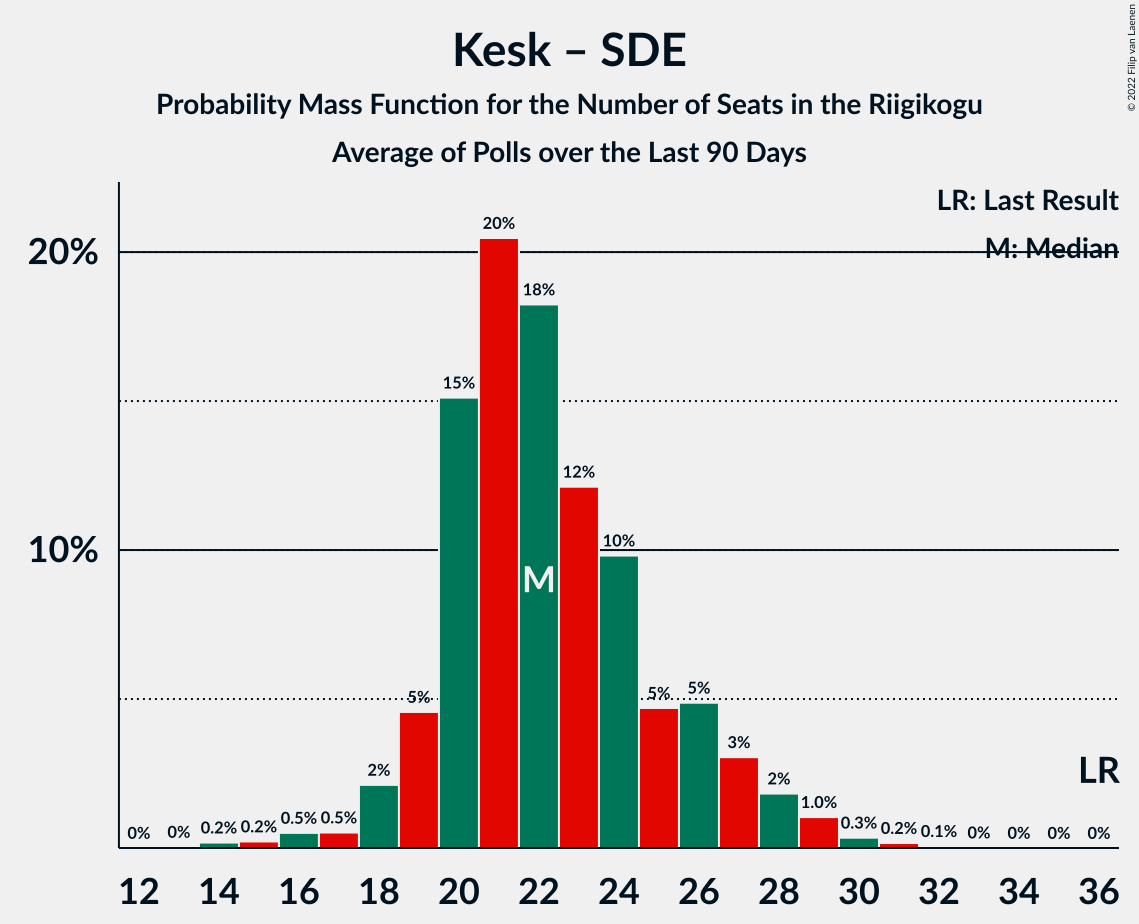 Kesk – SDE
Probability Mass Function for the Number of Seats in the Riigikogu
Average of Polls over the Last 90 Days
© 2022 Filip van Laenen
LR: Last Result
M: Median
20%
10%
0% 0% 0.2% 0.2% 0.5% 0.5% 2% 5% 15% 20% 18% 12% 10% 5% 5% 3% 2% 1.0% 0.3% 0.2% 0.1% 0% 0% 0% 0%
M
LR
12 14 16 18 20 22 24 26 28 30 32 34 36